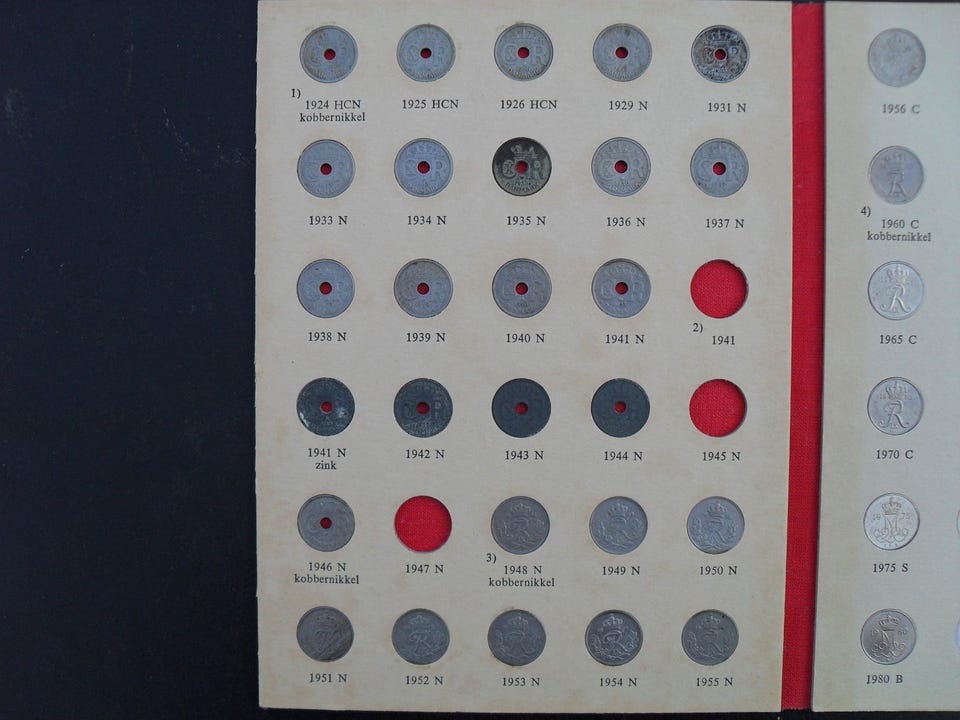 1)
1924 HCN
kobbernikkel
1925 HCN
1926 HCN
1929 N
1931 N
1933 N
1934 N
1935 N
1936 N
1937 N
1938 N
1939 N
1940 N
1941 N
2)
1941
1941 N
zink
1942 N
1943 N
1944 N
1945 N
1946 N
kobbernikkel
1947 N
3)
1948 N
kobbernikkel
1949 N
1950 N
1951 N
1952 N
1953 N
1954 N
1955 N
1956 C
4)
1960 C
kobbernikkel
1965 C
1970 C
1975 S
1980 B